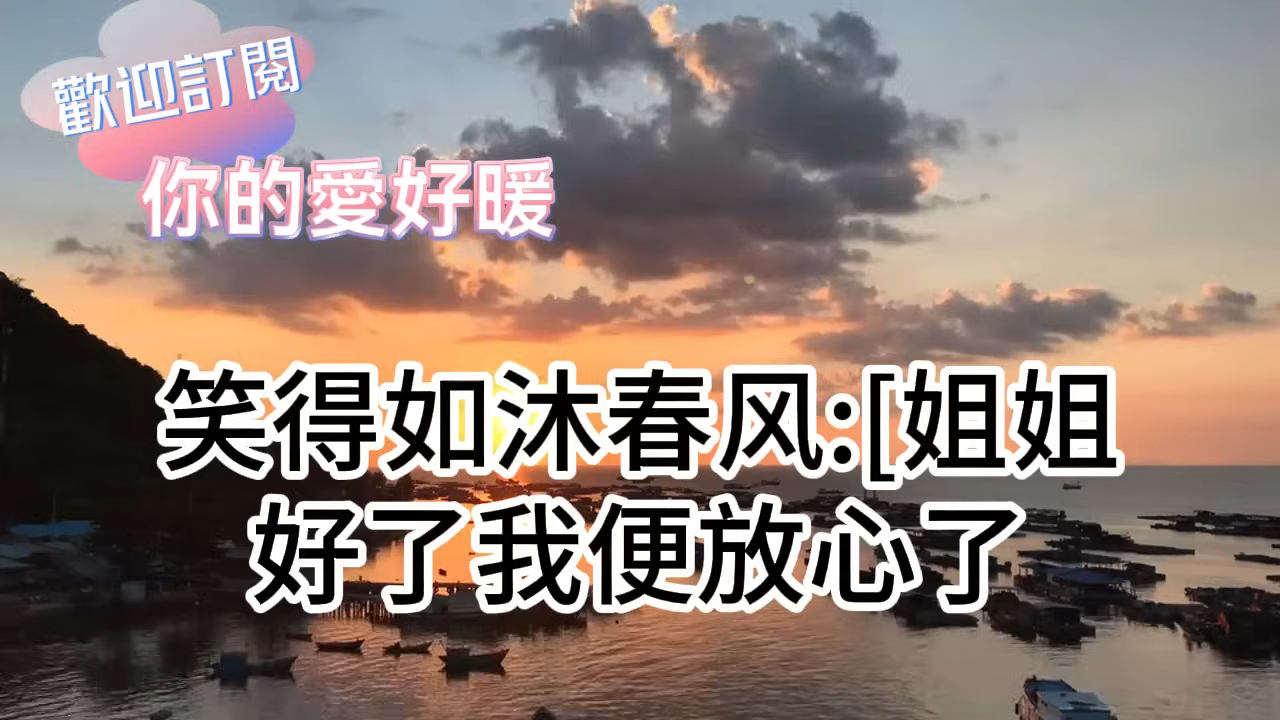 歡迎訂閱
你的愛好暖
笑得如沐春风:[姐姐
好了我便放心了